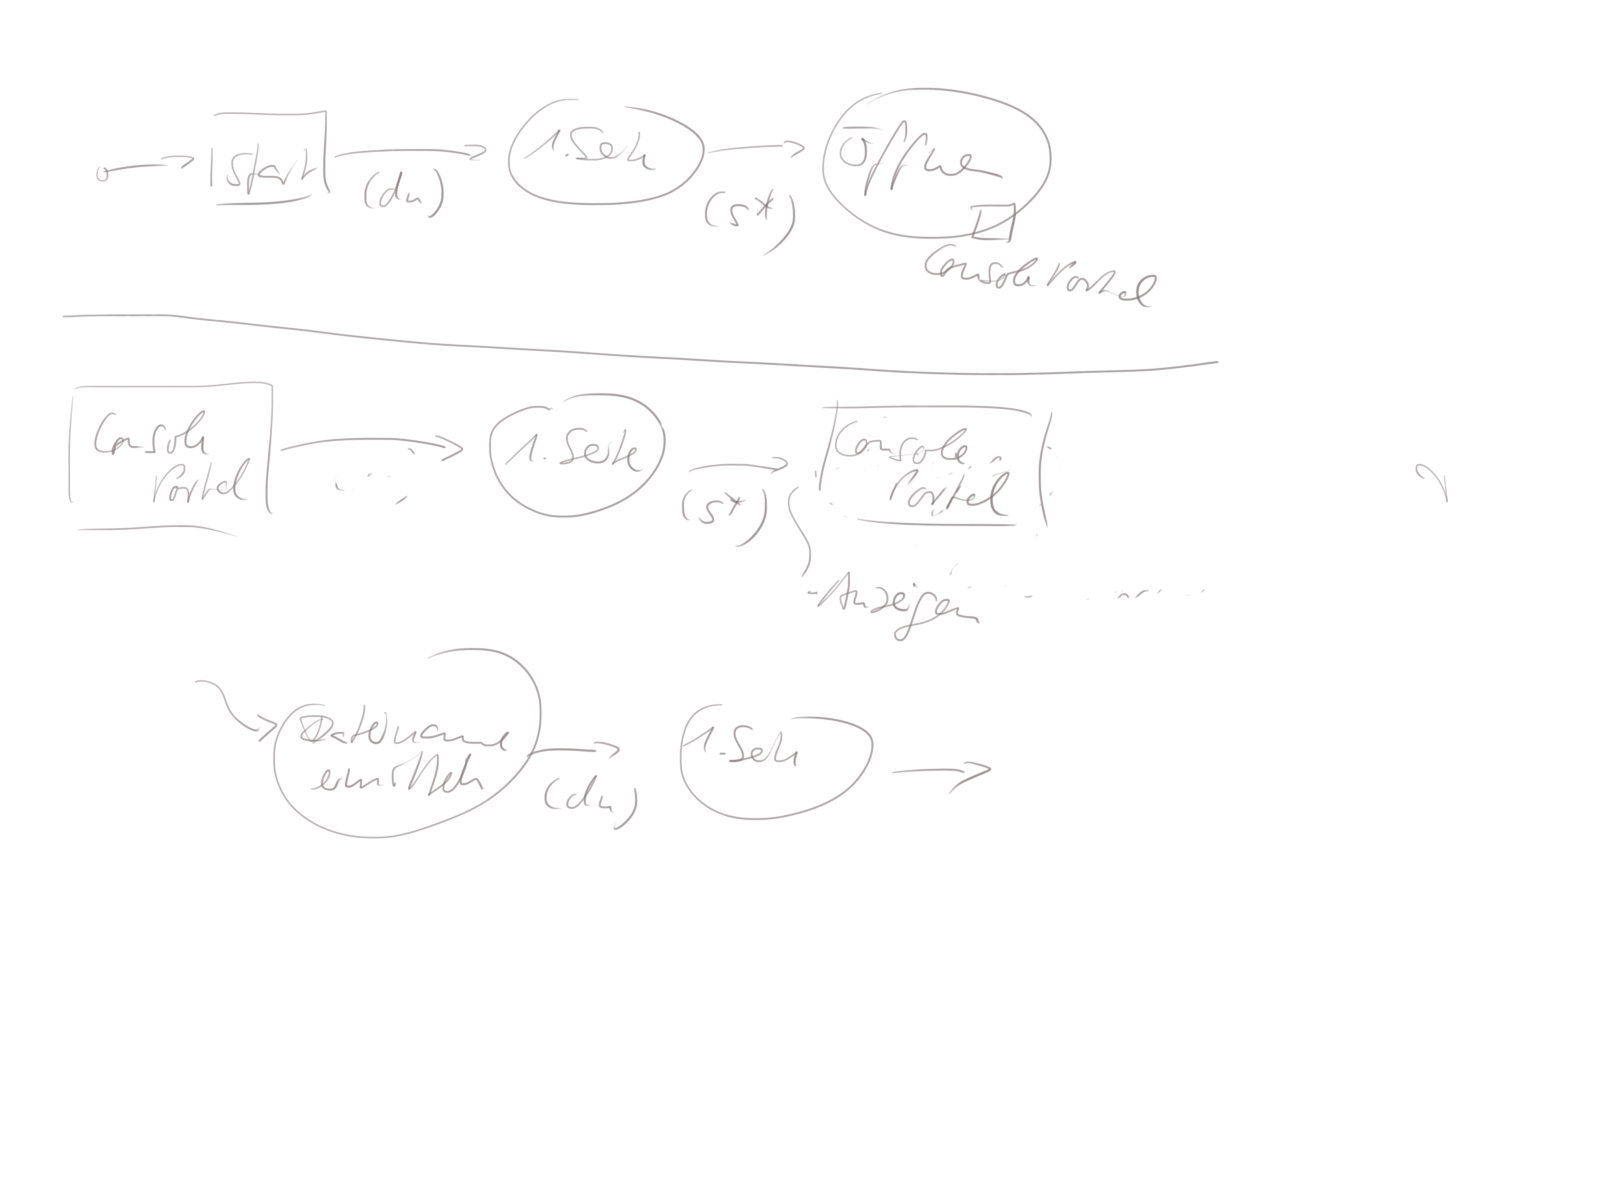 Start
(dn)
1. Seite
(s*)
Öffnen
Console Portal
Console
Portal
1. Seite
(s*)
Console
Portal
- Anzeigen
Dateiname
ermitteln
(dn)
1. Seite